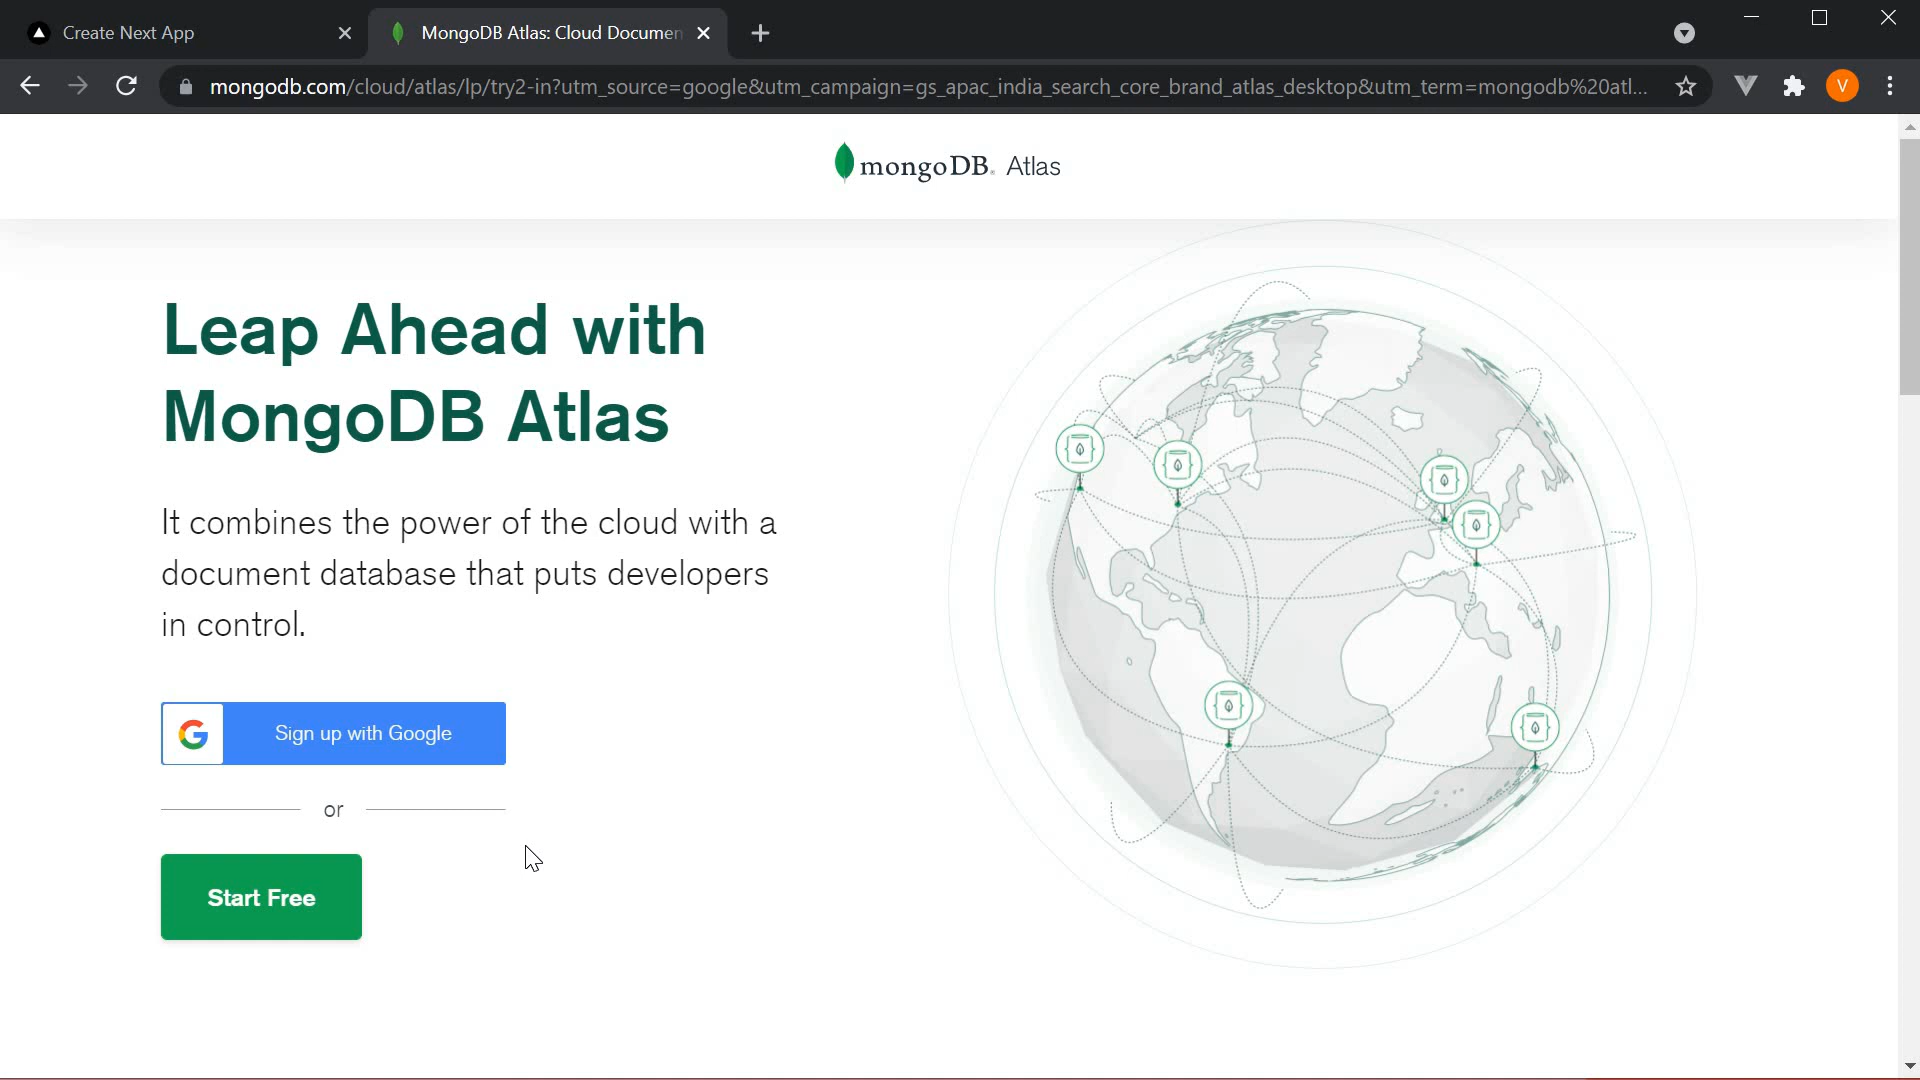 Create Next App
MongoDB Atlas: Cloud Documen
mongodb.com/cloud/atlas/lp/try2-in?utm_source=google&utm_campaign=gs_apac_india_search_core_brand_atlas_desktop&utm_term=mongodb%20atl...
V
mongoDB. Atlas
Leap Ahead with
MongoDB Atlas
It combines the power of the cloud with a
document database that puts developers
in control.
G Sign up with Google
or
Start Free